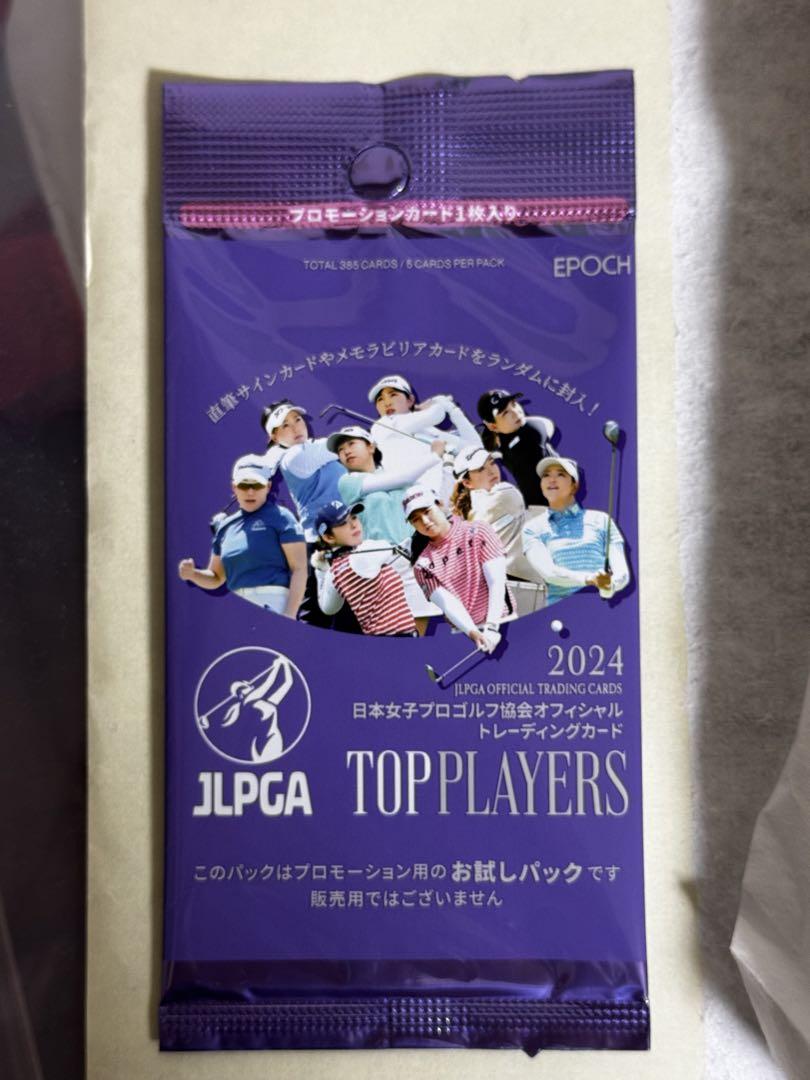 プロモーションカード1枚入り
TOTAL 385 CARDS / 5 CARDS PER PACK
EPOCH
直筆サインカードやメモラビリアカードをランダムに封入!
2024
JLPGA OFFICIAL TRADING CARDS
日本女子プロゴルフ協会オフィシャル
トレーディングカード
JLPGA
TOP PLAYERS
このパックはプロモーション用のお試しパックです
販売用ではございません